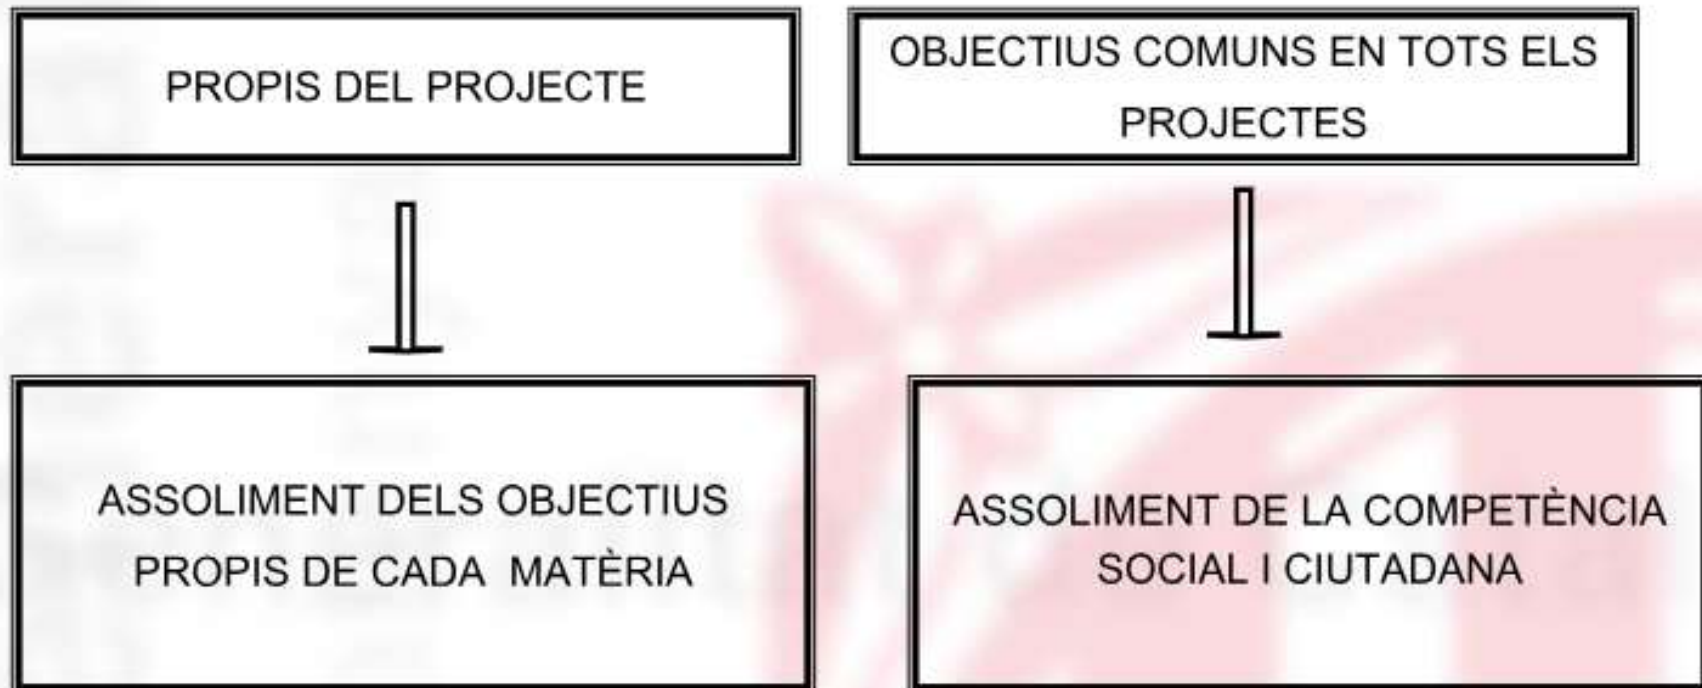 PROPIS DEL PROJECTE
OBJECTIUS COMUNS EN TOTS ELS
PROJECTES
ASSOLIMENT DELS OBJECTIUS
PROPIS DE CADA MATÈRIA
ASSOLIMENT DE LA COMPETÈNCIA
SOCIAL I CIUTADANA